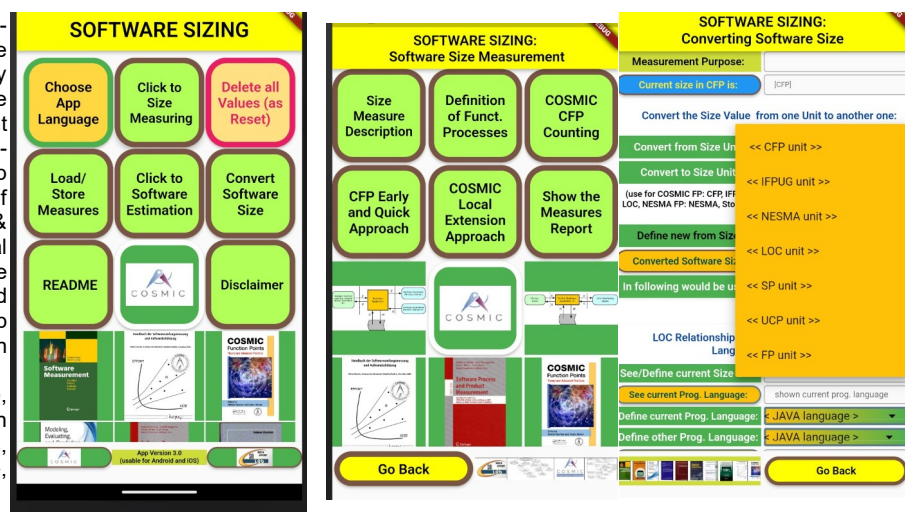 SOFTWARE SIZING
Choose
App
Language
Click to
Size
Measuring
Delete all
Values (as
Reset)
Load/
Store
Measures
Click to
Software
Estimation
Convert
Software
Size
README
COSMIC
Disclaimer
Software
Measurement
COSMIC
Function Points
Modeling,
Evaluating,
COSMIC
App Version 3.0
(usable for Android and iOS)
SOFTWARE SIZING:
Software Size Measurement
Size
Measure
Description
Definition
of Funct.
Processes
COSMIC
CFP
Counting
CFP Early
and Quick
Approach
COSMIC
Local
Extension
Approach
Show the
Measures
Report
COSMIC
Software Process
and Product
Measurement
COSMIC
Function Points
Go Back
SOFTWARE SIZING:
Converting Software Size
Measurement Purpose:
Current size in CFP is:
[CFP]
Convert the Size Value from one Unit to another one:
Convert from Size Un
Convert to Size Unit
(use for COSMIC FP: CFP, IFP
LOC, NESMA FP: NESMA, Sto
Define new from Size
Converted Software Si
In following would be u
<< CFP unit >>
<< IFPUG unit >>
<< NESMA unit >>
<< LOC unit >>
<< SP unit >>
<< UCP unit >>
<< FP unit >>
LOC Relationship
Lang
See/Define current Size
See current Prog. Language:
shown current prog. language
Define current Prog. Language:
< JAVA language >
Define other Prog. Language:
< JAVA language >
Go Back